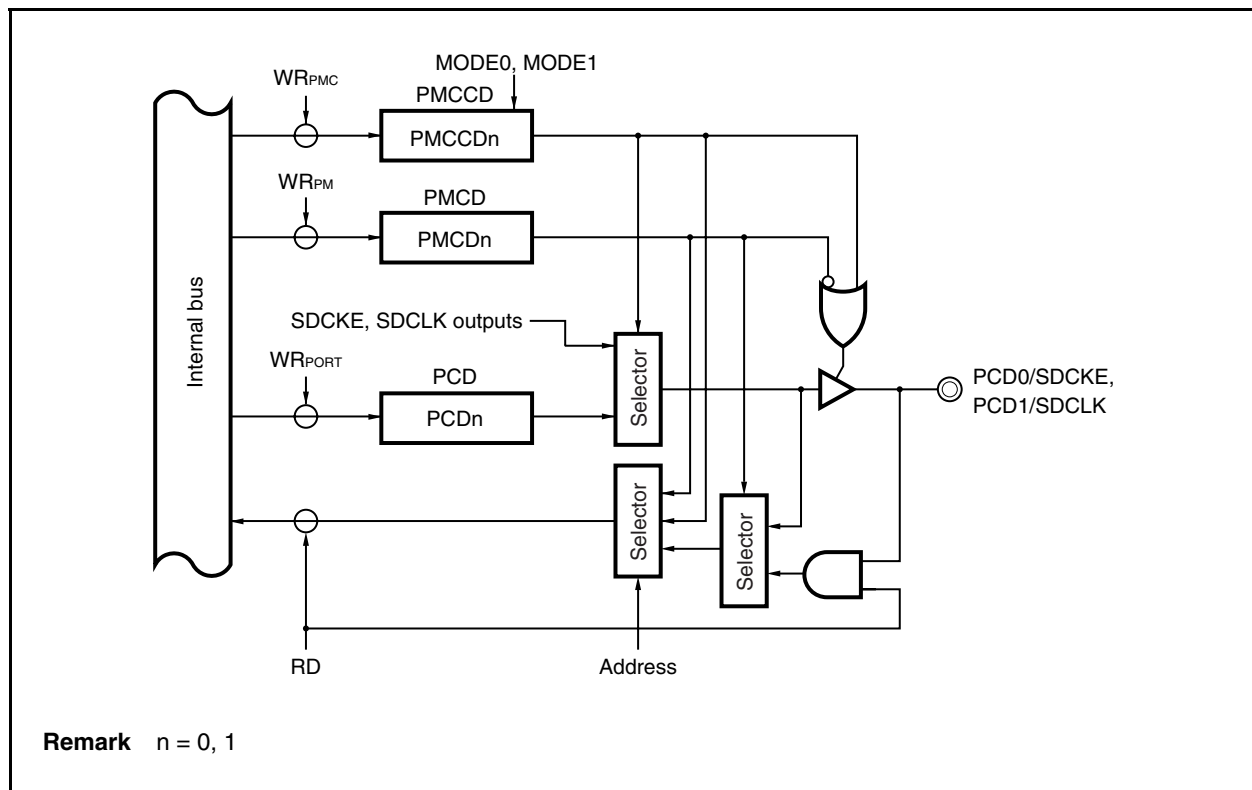 MODE0, MODE1
WRPMC
PMCCD
PMCCDn
WRPM
PMCD
PMCDn
Internal bus
SDCKE, SDCLK outputs
WRPORT
PCD
PCDn
Selector
PCD0/SDCKE,
PCD1/SDCLK
Selector
Selector
RD
Address
Remark n = 0, 1